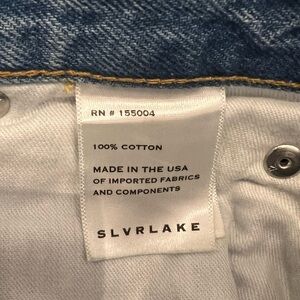 RN # 155004
100% COTTON
MADE IN THE USA
OF IMPORTED FABRICS
AND COMPONENTS
SLVRLAKE